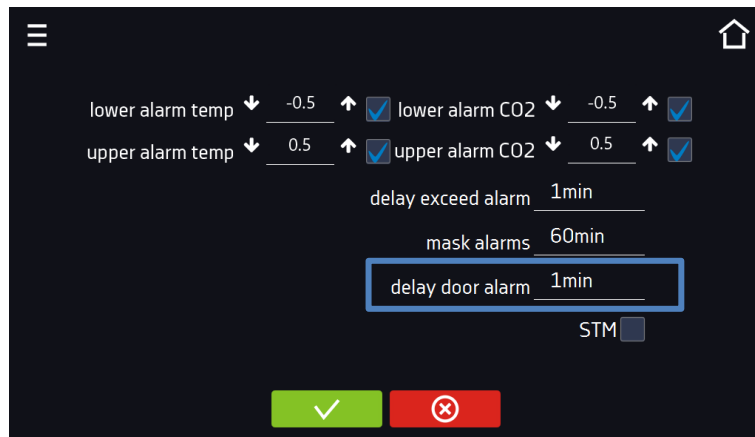 lower alarm temp -0.5 lower alarm CO2 -0.5
upper alarm temp 0.5 upper alarm CO2 0.5
delay exceed alarm 1min
mask alarms 60min
delay door alarm 1min
STM